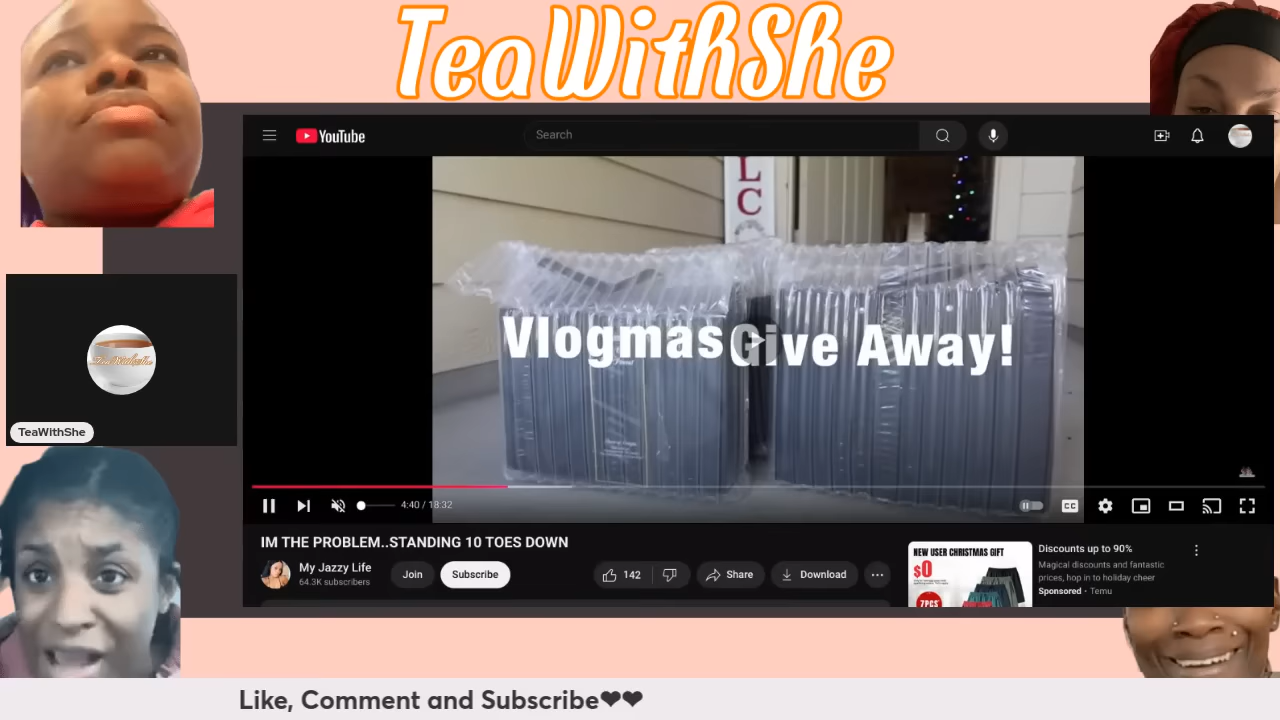 TeaWithShe
YouTube
Search
L
C
Vlogmas Give Away!
TeaWithShe
4:40 / 18:32
CC
IM THE PROBLEM..STANDING 10 TOES DOWN
My Jazzy Life
64.3K subscribers
Join
Subscribe
142
Share
Download
NEW USER CHRISTMAS GIFT
$0
7PCS
Discounts up to 90%
Magical discounts and fantastic
prices, hop in to holiday cheer
Sponsored · Temu
Like, Comment and Subscribe❤❤